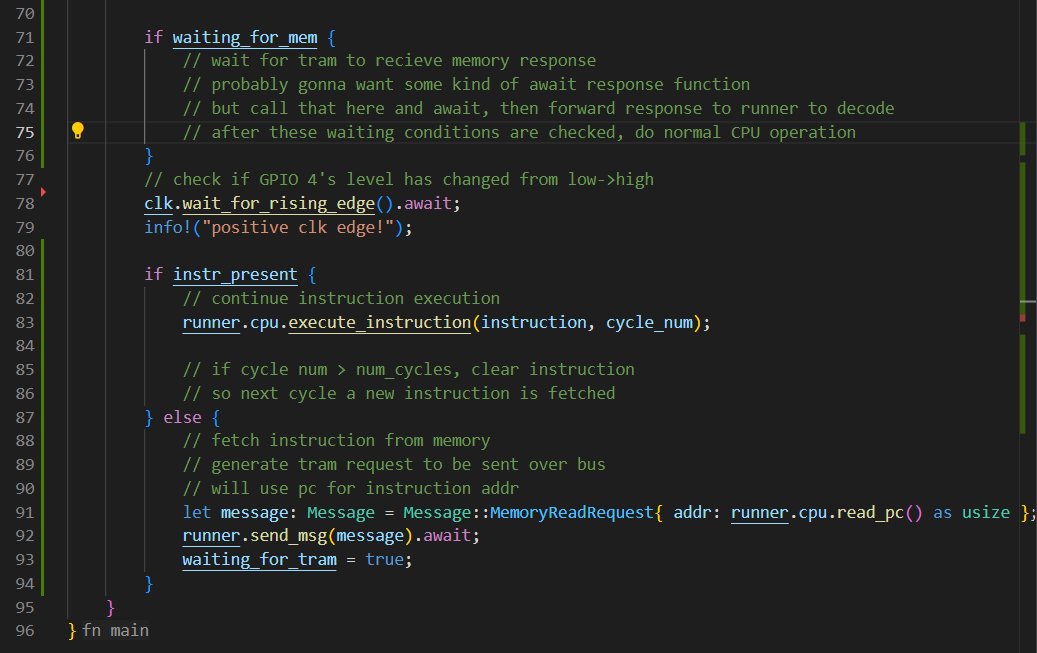 70
71 if waiting_for_mem {
72 // wait for tram to recieve memory response
73 // probably gonna want some kind of await response function
74 // but call that here and await, then forward response to runner to decode
75 // after these waiting conditions are checked, do normal CPU operation
76 }
77 // check if GPIO 4's level has changed from low->high
78 clk.wait_for_rising_edge().await;
79 info!("positive clk edge!");
80
81 if instr_present {
82 // continue instruction execution
83 runner.cpu.execute_instruction(instruction, cycle_num);
84
85 // if cycle num > num_cycles, clear instruction
86 // so next cycle a new instruction is fetched
87 } else {
88 // fetch instruction from memory
89 // generate tram request to be sent over bus
90 // will use pc for instruction addr
91 let message: Message = Message::MemoryReadRequest{ addr: runner.cpu.read_pc() as usize };
92 runner.send_msg(message).await;
93 waiting_for_tram = true;
94 }
95 }
96 } fn main